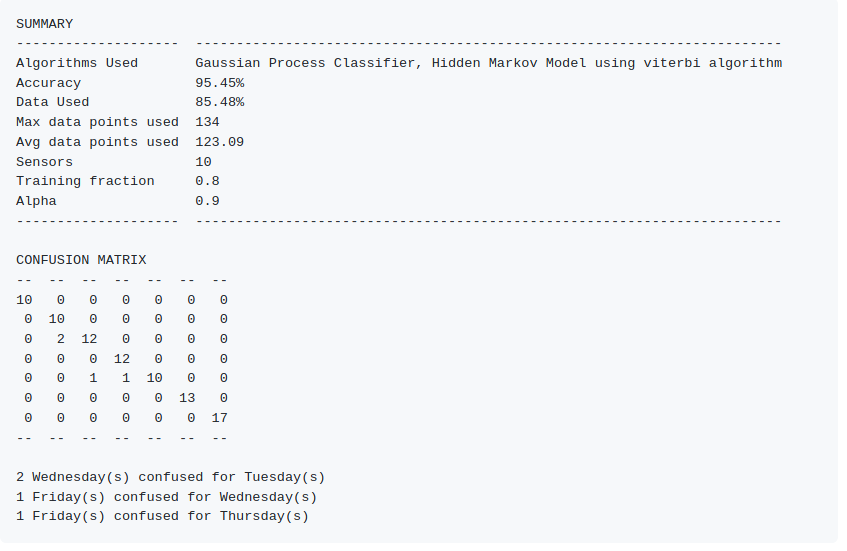 SUMMARY
--------------------  ------------------------------------------------------------------------
Algorithms Used       Gaussian Process Classifier, Hidden Markov Model using viterbi algorithm
Accuracy              95.45%
Data Used             85.48%
Max data points used  134
Avg data points used  123.09
Sensors               10
Training fraction     0.8
Alpha                 0.9
--------------------  ------------------------------------------------------------------------
CONFUSION MATRIX
--  --  --  --  --  --  --
10   0   0   0   0   0   0
 0  10   0   0   0   0   0
 0   2  12   0   0   0   0
 0   0   0  12   0   0   0
 0   0   1   1  10   0   0
 0   0   0   0   0  13   0
 0   0   0   0   0   0  17
--  --  --  --  --  --  --
2 Wednesday(s) confused for Tuesday(s)
1 Friday(s) confused for Wednesday(s)
1 Friday(s) confused for Thursday(s)